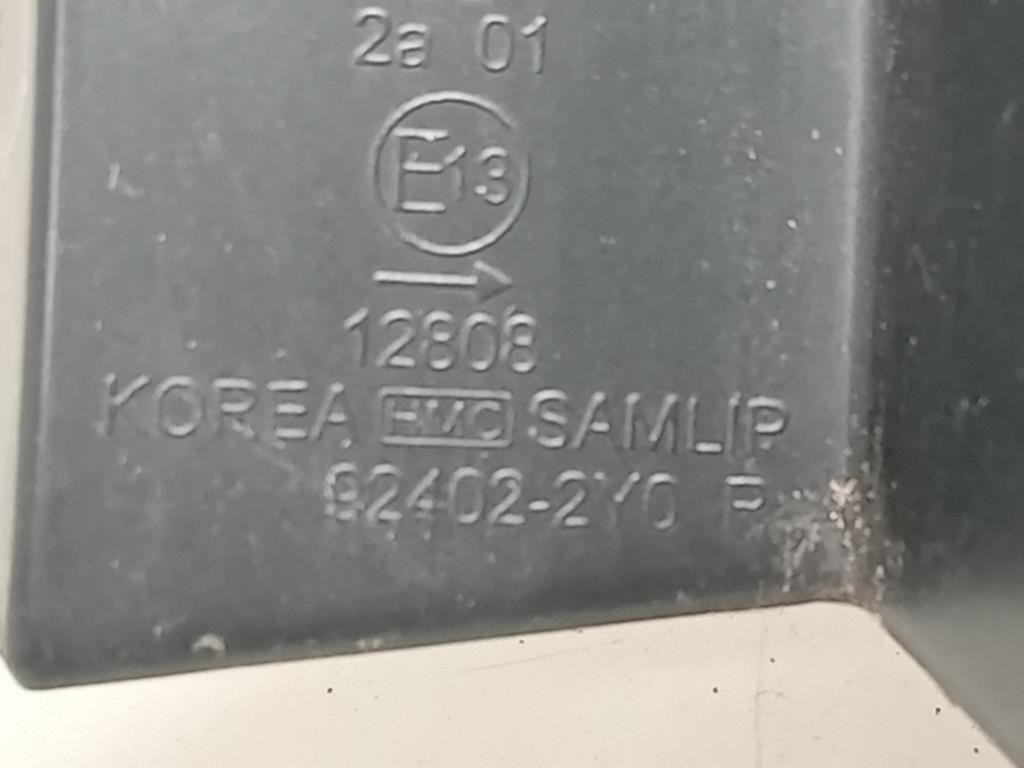 2a 01
E13
12808
KOREA HMC SAMLIP
92402-2Y0 R